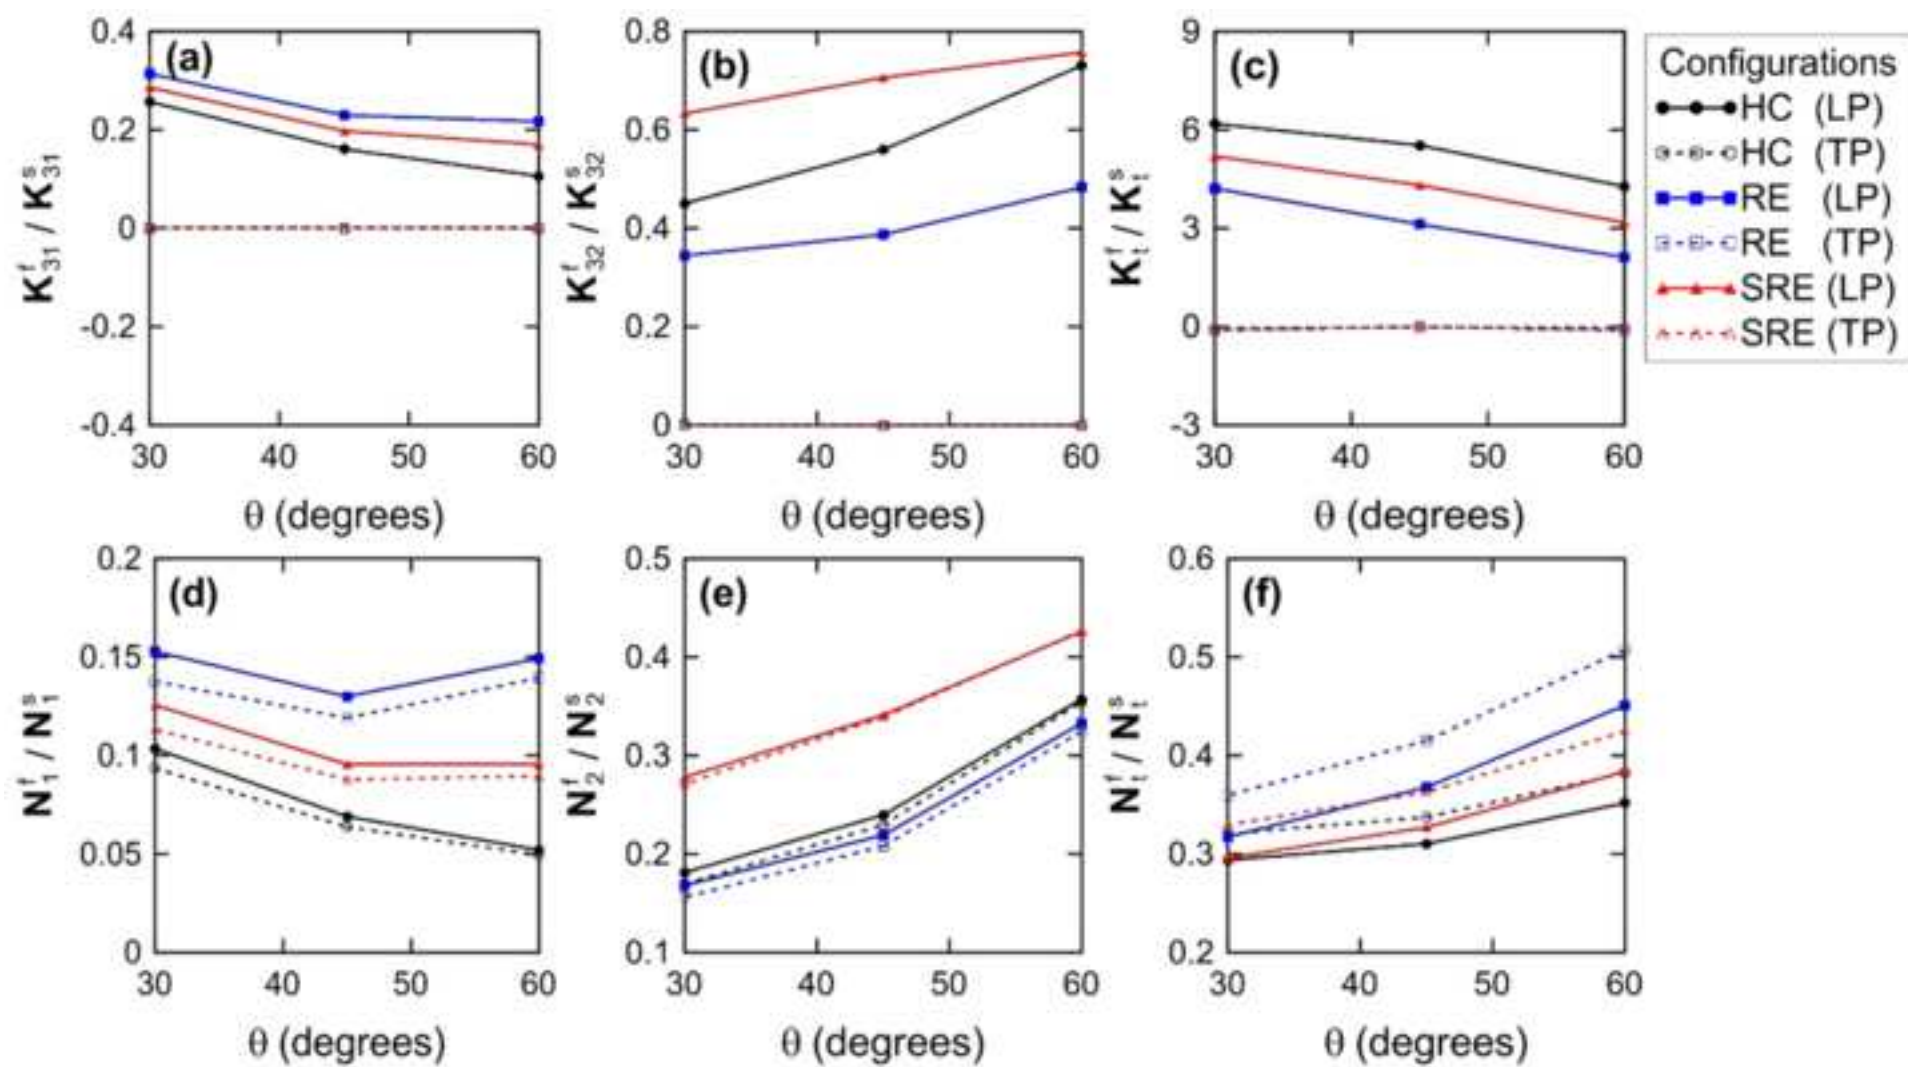 (a)
0.4
0.2
0
-0.2
-0.4
30 40 50 60
θ (degrees)
K^f_31 / K^s_31
(b)
0.8
0.6
0.4
0.2
0
30 40 50 60
θ (degrees)
K^f_32 / K^s_32
(c)
9
6
3
0
-3
30 40 50 60
θ (degrees)
K^f_t / K^s_t
Configurations
HC (LP)
HC (TP)
RE (LP)
RE (TP)
SRE (LP)
SRE (TP)
(d)
0.2
0.15
0.1
0.05
0
30 40 50 60
θ (degrees)
N^f_1 / N^s_1
(e)
0.5
0.4
0.3
0.2
0.1
30 40 50 60
θ (degrees)
N^f_2 / N^s_2
(f)
0.6
0.5
0.4
0.3
0.2
30 40 50 60
θ (degrees)
N^f_t / N^s_t